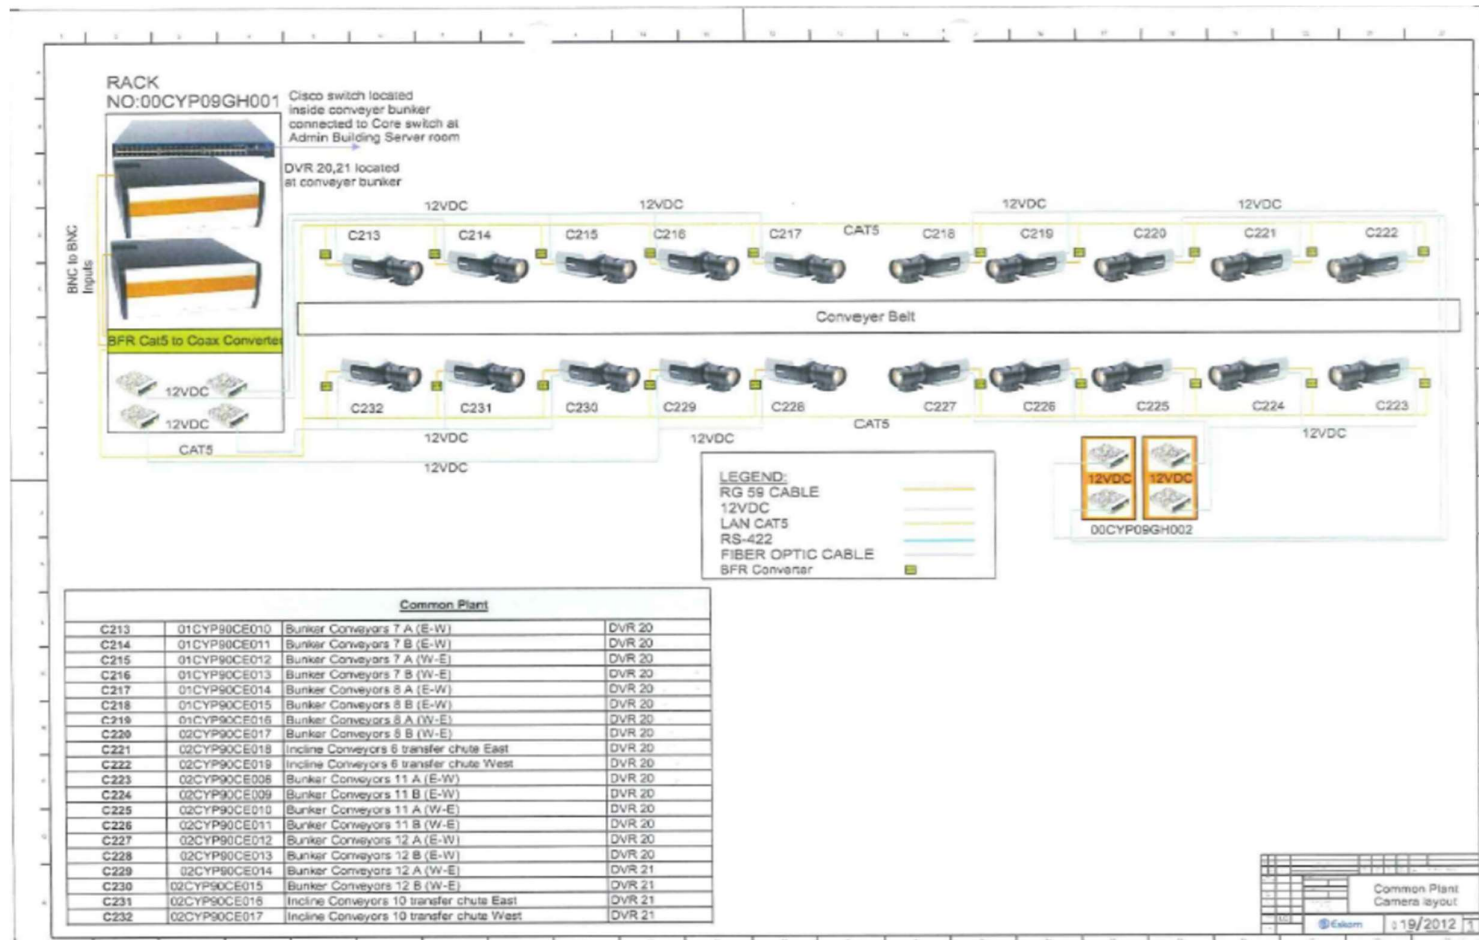 RACK
NO:00CYP09GH001
Cisco switch located
inside conveyer bunker
connected to Core switch at
Admin Building Server room
DVR 20,21 located
at conveyer bunker
BNC to BNC
Inputs
BFR Cat5 to Coax Converter
12VDC
12VDC
CAT5
12VDC
12VDC
12VDC
12VDC
C213
C214
C215
C216
C217
CAT5
C218
C219
C220
C221
C222
Conveyer Belt
C232
C231
C230
C229
C228
C227
C226
C225
C224
C223
CAT5
12VDC
12VDC
12VDC
12VDC
12VDC
12VDC
00CYP09GH002
LEGEND:
RG 59 CABLE
12VDC
LAN CAT5
RS-422
FIBER OPTIC CABLE
BFR Converter
Common Plant
C213 01CYP90CE010 Bunker Conveyors 7 A (E-W) DVR 20
C214 01CYP90CE011 Bunker Conveyors 7 B (E-W) DVR 20
C215 01CYP90CE012 Bunker Conveyors 7 A (W-E) DVR 20
C216 01CYP90CE013 Bunker Conveyors 7 B (W-E) DVR 20
C217 01CYP90CE014 Bunker Conveyors 8 A (E-W) DVR 20
C218 01CYP90CE015 Bunker Conveyors 8 B (E-W) DVR 20
C219 01CYP90CE016 Bunker Conveyors 8 A (W-E) DVR 20
C220 02CYP90CE017 Bunker Conveyors 8 B (W-E) DVR 20
C221 02CYP90CE018 Incline Conveyors 6 transfer chute East DVR 20
C222 02CYP90CE019 Incline Conveyors 6 transfer chute West DVR 20
C223 02CYP90CE008 Bunker Conveyors 11 A (E-W) DVR 20
C224 02CYP90CE009 Bunker Conveyors 11 B (E-W) DVR 20
C225 02CYP90CE010 Bunker Conveyors 11 A (W-E) DVR 20
C226 02CYP90CE011 Bunker Conveyors 11 B (W-E) DVR 20
C227 02CYP90CE012 Bunker Conveyors 12 A (E-W) DVR 20
C228 02CYP90CE013 Bunker Conveyors 12 B (E-W) DVR 20
C229 02CYP90CE014 Bunker Conveyors 12 A (W-E) DVR 21
C230 02CYP90CE015 Bunker Conveyors 12 B (W-E) DVR 21
C231 02CYP90CE016 Incline Conveyors 10 transfer chute East DVR 21
C232 02CYP90CE017 Incline Conveyors 10 transfer chute West DVR 21
Common Plant
Camera layout
Eskom
19/2012